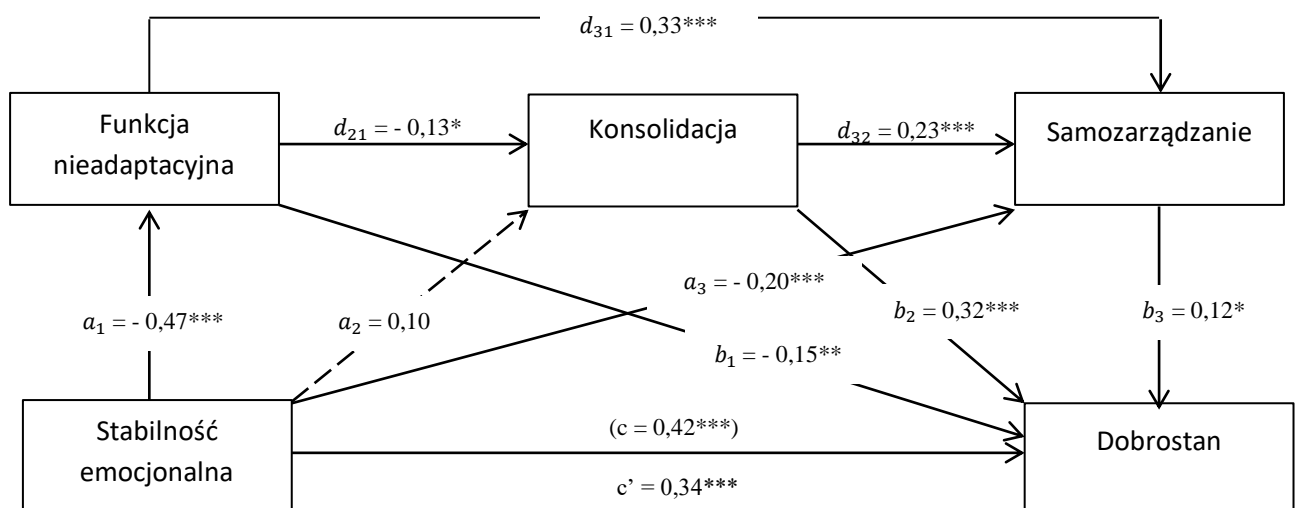 d₃₁ = 0,33***
Funkcja
nieadaptacyjna
d₂₁ = - 0,13*
Konsolidacja
d₃₂ = 0,23***
Samozarządzanie
a₁ = - 0,47***
a₂ = 0,10
a₃ = - 0,20***
b₁ = - 0,15**
b₂ = 0,32***
b₃ = 0,12*
Stabilność
emocjonalna
(c = 0,42***)
c’ = 0,34***
Dobrostan